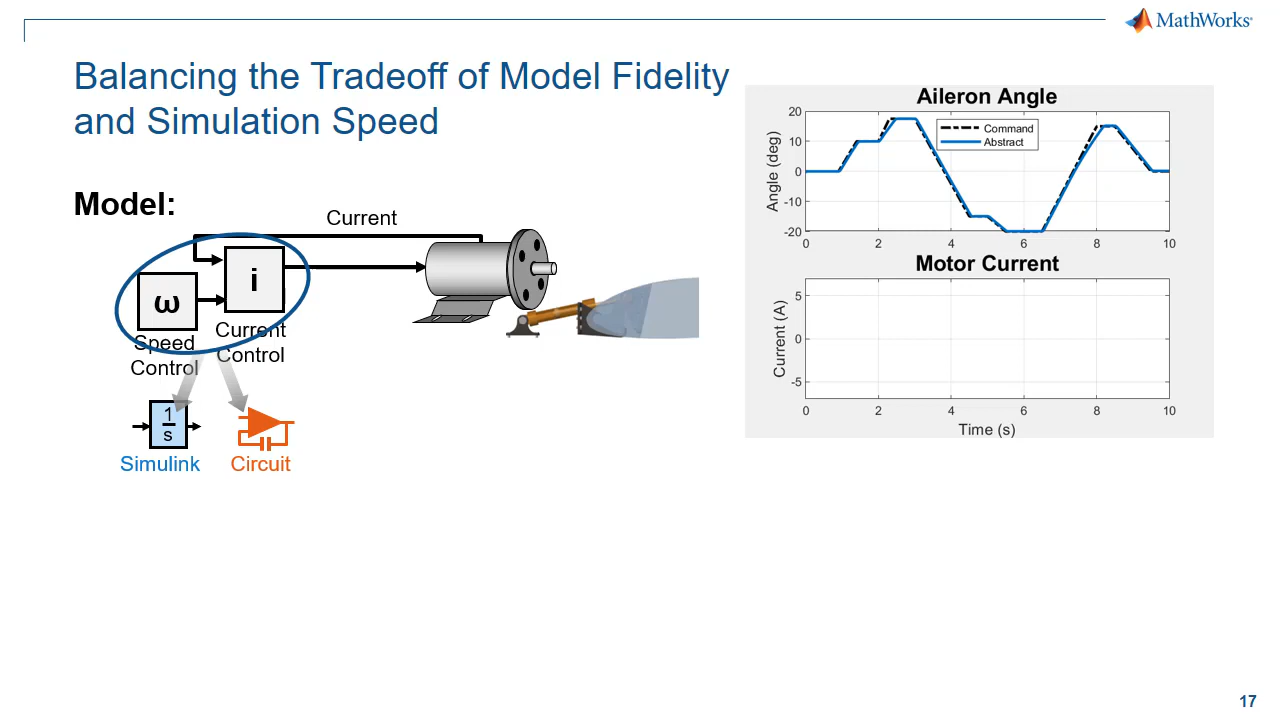 MathWorks®
Balancing the Tradeoff of Model Fidelity
and Simulation Speed
Model:
Current
ω
i
Speed
Control
Current
Control
1
s
Simulink
Circuit
Aileron Angle
Angle (deg)
20
10
0
-10
-20
Command
Abstract
0 2 4 6 8 10
Motor Current
Current (A)
5
0
-5
0 2 4 6 8 10
Time (s)
17